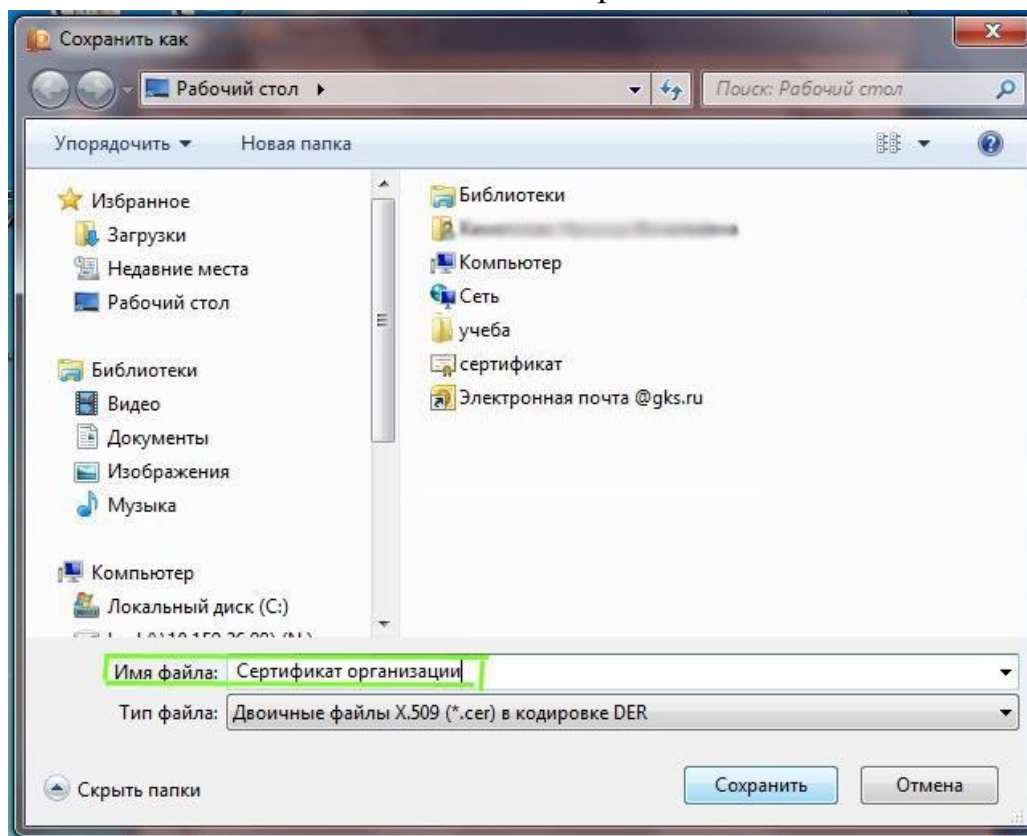 Сохранить как
Рабочий стол
Поиск: Рабочий стол
Упорядочить
Новая папка
Избранное
Загрузки
Недавние места
Рабочий стол
Библиотеки
Видео
Документы
Изображения
Музыка
Компьютер
Локальный диск (C:)
Библиотеки
Компьютер
Сеть
учеба
сертификат
Электронная почта @gks.ru
Имя файла: Сертификат организации
Тип файла: Двоичные файлы X.509 (*.cer) в кодировке DER
Скрыть папки
Сохранить
Отмена